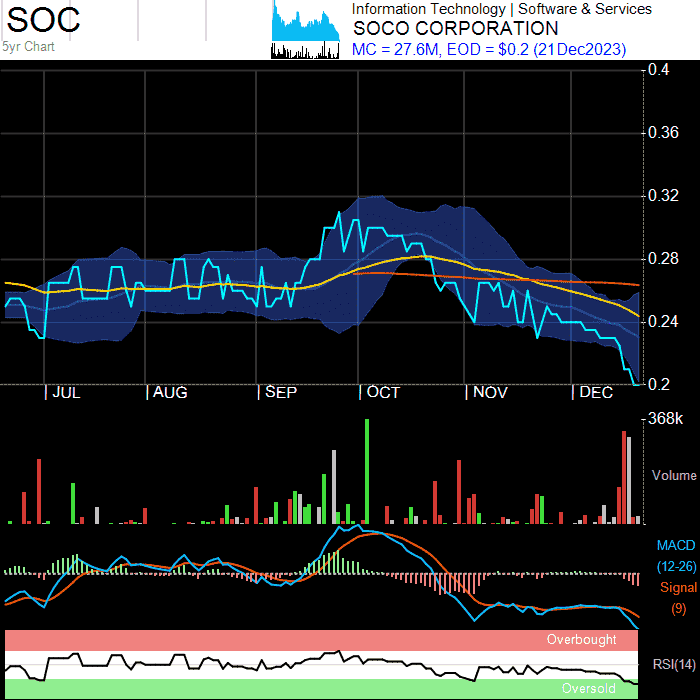 SOC
5yr Chart
Information Technology | Software & Services
SOCO CORPORATION
MC = 27.6M, EOD = $0.2 (21Dec2023)
0.4
0.36
0.32
0.28
0.24
0.2
| JUL | AUG | SEP | OCT | NOV | DEC
368k
Volume
MACD
(12-26)
Signal
(9)
Overbought
RSI(14)
Oversold